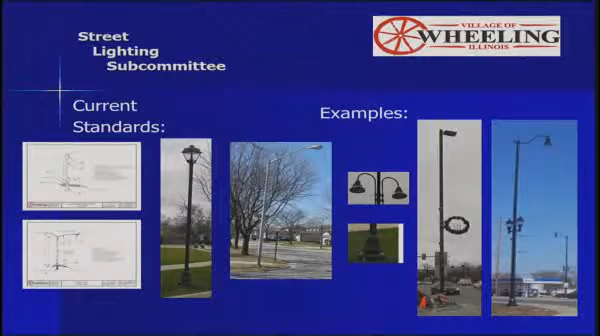 Street
Lighting
Subcommittee
VILLAGE OF
WHEELING
ILLINOIS
Current
Standards:
Examples: